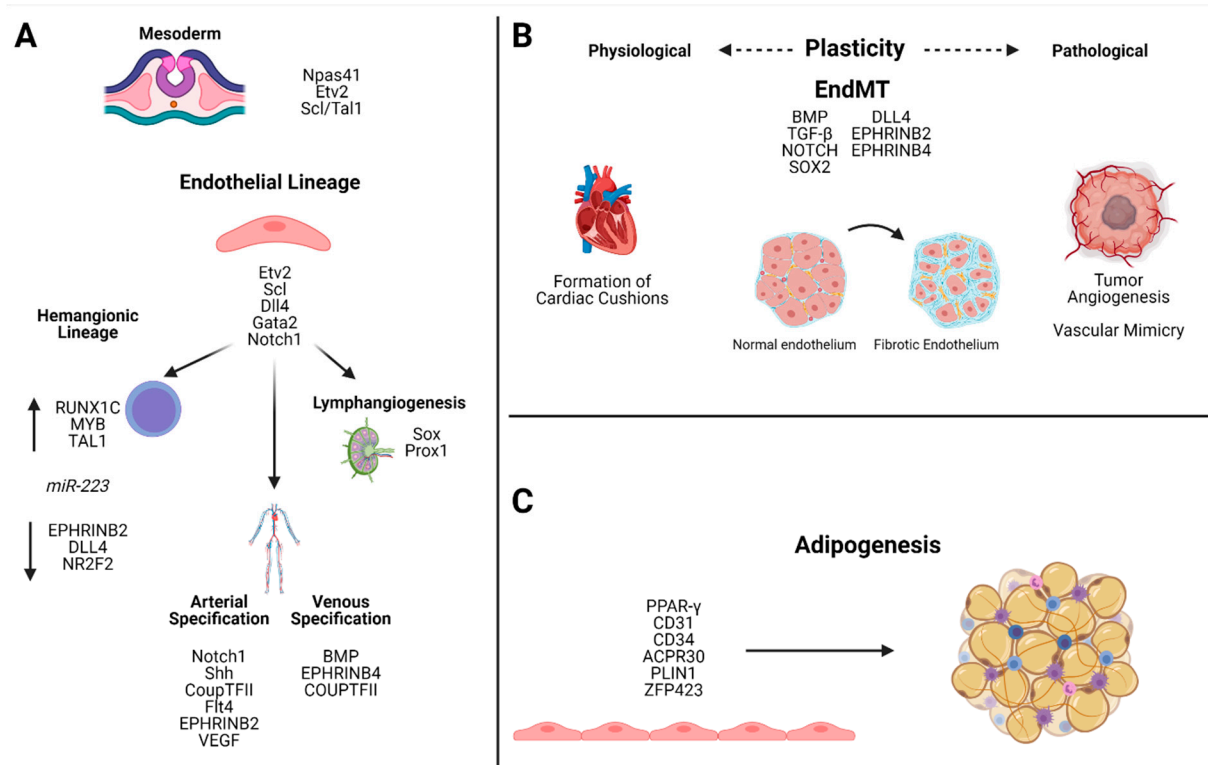 A
Mesoderm
Npas41
Etv2
Scl/Tal1
Endothelial Lineage
Etv2
Scl
Dll4
Gata2
Notch1
Hemangionic
Lineage
RUNX1C
MYB
TAL1
miR-223
EPHRINB2
DLL4
NR2F2
Lymphangiogenesis
Sox
Prox1
Arterial
Specification
Notch1
Shh
CoupTFII
Flt4
EPHRINB2
VEGF
Venous
Specification
BMP
EPHRINB4
COUPTFII
B
Physiological
Plasticity
Pathological
EndMT
BMP
TGF-β
NOTCH
SOX2
DLL4
EPHRINB2
EPHRINB4
Formation of
Cardiac Cushions
Normal endothelium
Fibrotic Endothelium
Tumor
Angiogenesis
Vascular Mimicry
C
Adipogenesis
PPAR-γ
CD31
CD34
ACPR30
PLIN1
ZFP423